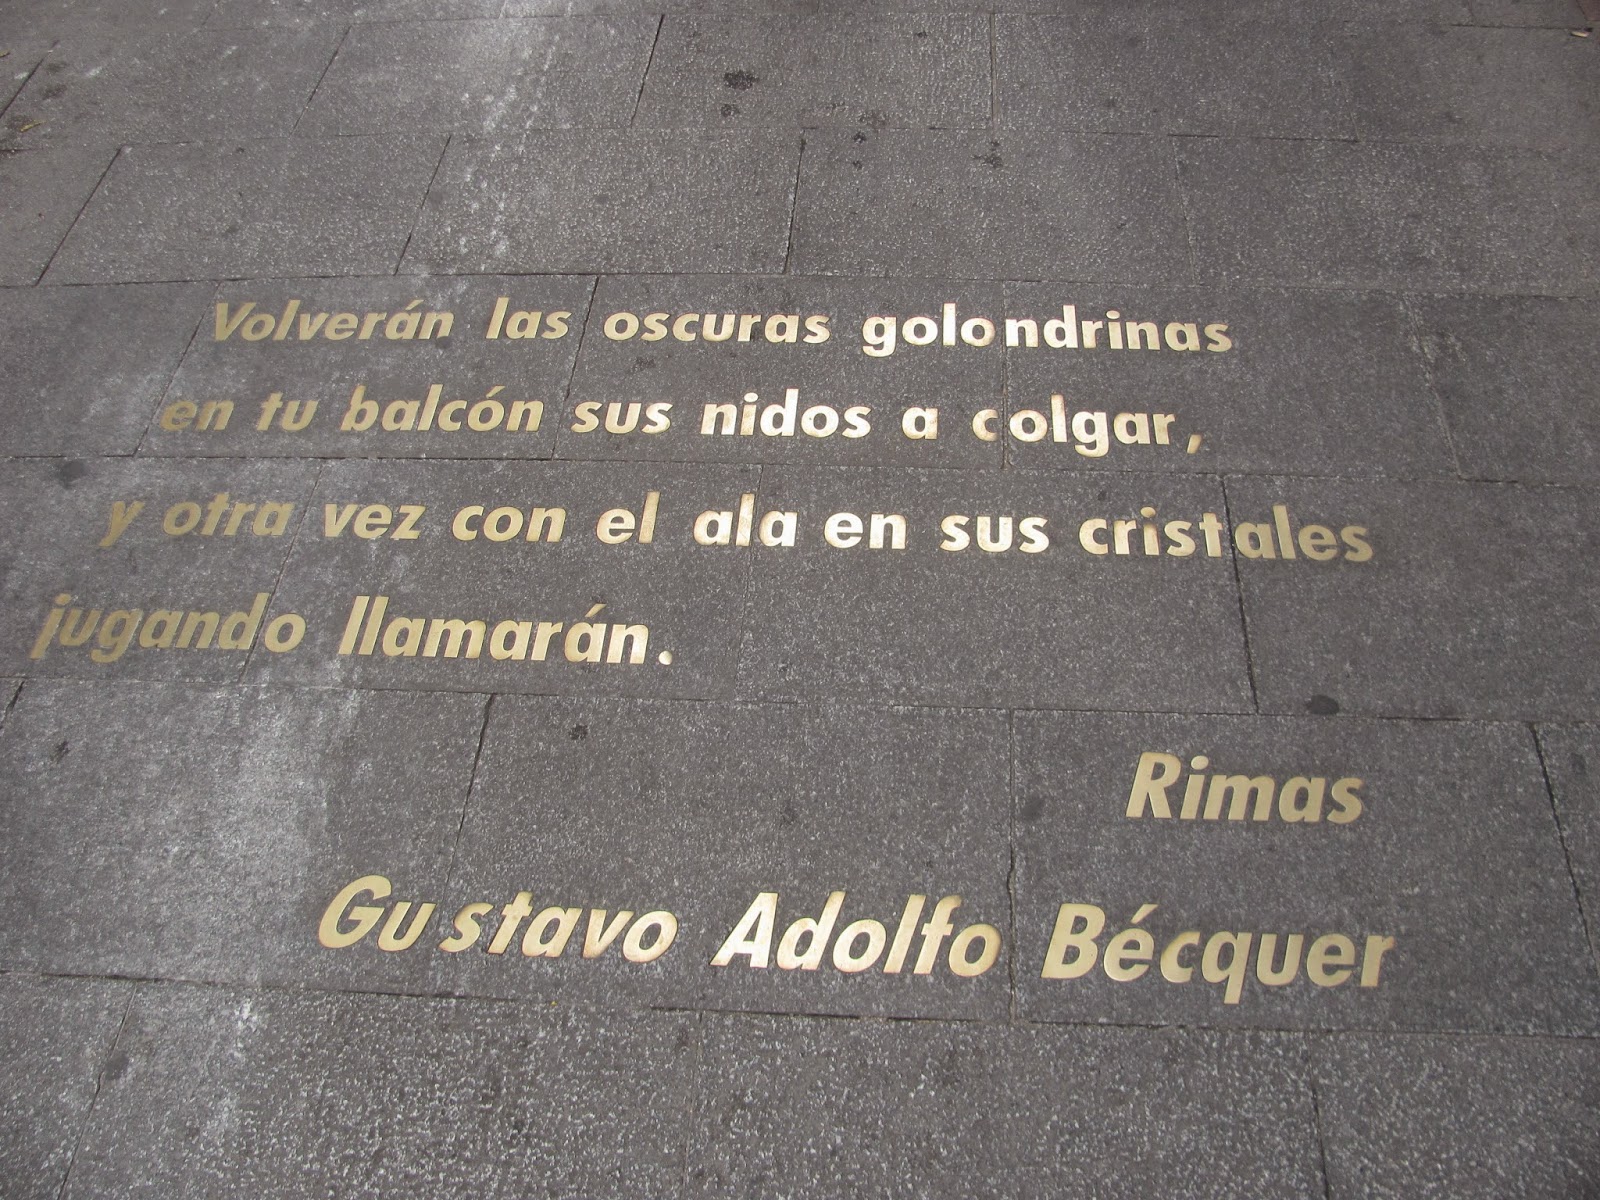 Volverán las oscuras golondrinas
en tu balcón sus nidos a colgar,
y otra vez con el ala en sus cristales
jugando llamarán.
Rimas
Gustavo Adolfo Bécquer